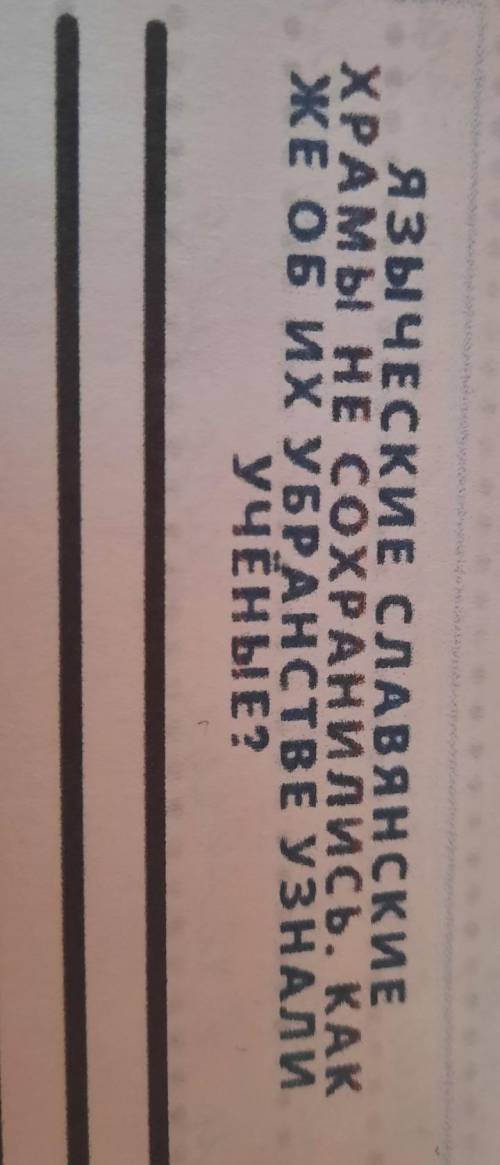 ЯЗЫЧЕСКИЕ СЛАВЯНСКИЕ
ХРАМЫ НЕ СОХРАНИЛИСЬ. КАК
ЖЕ ОБ ИХ УБРАНСТВЕ УЗНАЛИ
УЧЁНЫЕ?